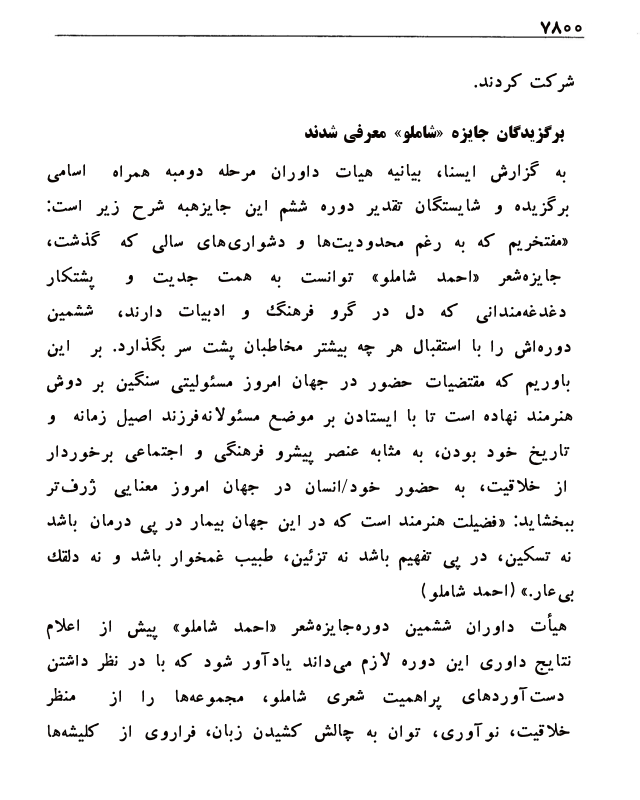 ۷۸۰۰
شرکت کردند.
برگزیدگان جایزه «شاملو» معرفی شدند
به گزارش ایسنا، بیانیه هیات داوران مرحله دومبه همراه اسامی
برگزیده و شایستگان تقدیر دوره ششم این جایزهبه شرح زیر است:
«مفتخریم که به رغم محدودیت‌ها و دشواری‌های سالی که گذشت،
جایزه‌شعر «احمد شاملو» توانست به همت جدیت و پشتکار
دغدغه‌مندانی که دل در گرو فرهنگ و ادبیات دارند، ششمین
دوره‌اش را با استقبال هر چه بیشتر مخاطبان پشت سر بگذارد. بر این
باوریم که مقتضیات حضور در جهان امروز مسئولیتی سنگین بر دوش
هنرمند نهاده است تا با ایستادن بر موضع مسئولانه‌فرزند اصیل زمانه و
تاریخ خود بودن، به مثابه عنصر پیشرو فرهنگی و اجتماعی برخوردار
از خلاقیت، به حضور خود/انسان در جهان امروز معنایی ژرف‌تر
ببخشاید: «فضیلت هنرمند است که در این جهان بیمار در پی درمان باشد
نه تسکین، در پی تفهیم باشد نه تزئین، طبیب غمخوار باشد و نه دلقك
بی‌عار.» (احمد شاملو)
هیأت داوران ششمین دوره‌جایزه‌شعر «احمد شاملو» پیش از اعلام
نتایج داوری این دوره لازم می‌داند یادآور شود که با در نظر داشتن
دست‌آوردهای پراهمیت شعری شاملو، مجموعه‌ها را از منظر
خلاقیت، نوآوری، توان به چالش کشیدن زبان، فراروی از کلیشه‌ها